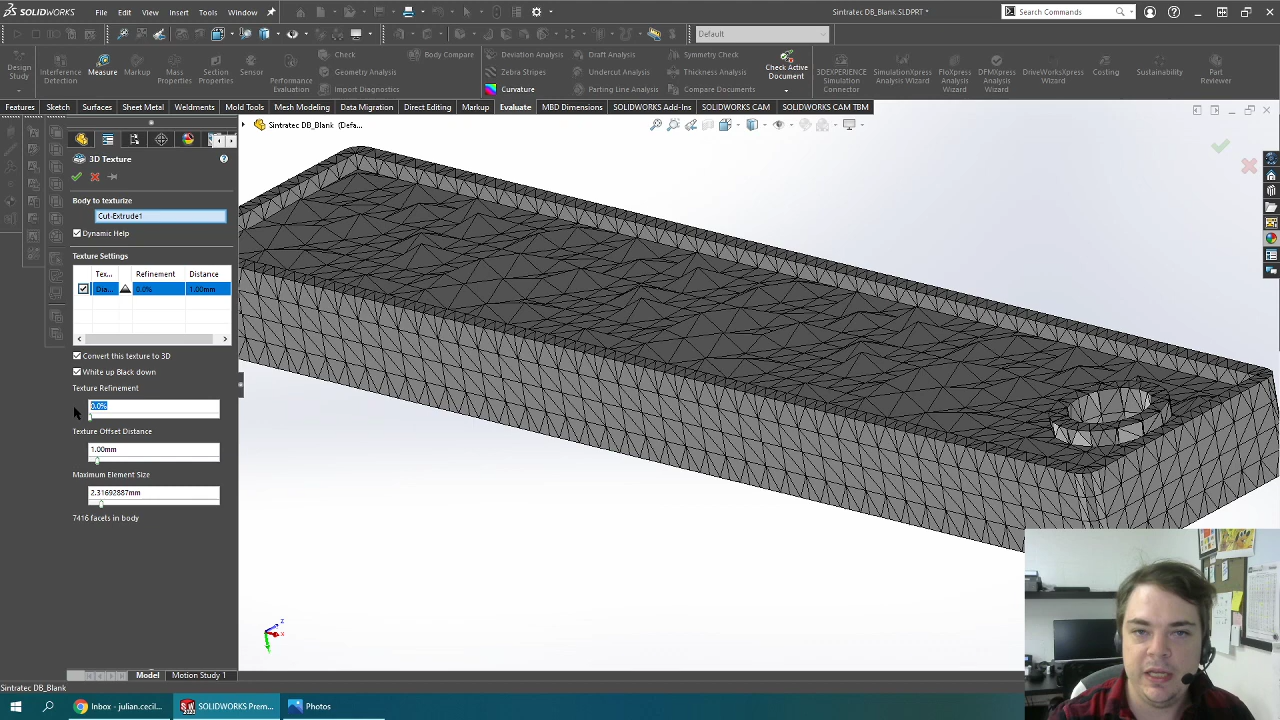 SOLIDWORKS File Edit View Insert Tools Window Sintratec DB_Blank.SLDPRT * Search Commands
Default
Design Study Interference Detection Measure Markup Mass Properties Section Properties Sensor Performance Evaluation
Check
Geometry Analysis
Import Diagnostics
Body Compare
Deviation Analysis
Zebra Stripes
Curvature
Draft Analysis
Undercut Analysis
Parting Line Analysis
Symmetry Check
Thickness Analysis
Compare Documents
Check Active Document
3DEXPERIENCE Simulation Connector
SimulationXpress Analysis Wizard
FloXpress Analysis Wizard
DFMXpress Analysis Wizard
DriveWorksXpress Wizard
Costing
Sustainability
Part Reviewer
Features Sketch Surfaces Sheet Metal Weldments Mold Tools Mesh Modeling Data Migration Direct Editing Markup Evaluate MBD Dimensions SOLIDWORKS Add-Ins SOLIDWORKS CAM SOLIDWORKS CAM TBM
Sintratec DB_Blank (Defa...
3D Texture
Body to texturize
Cut-Extrude1
Dynamic Help
Texture Settings
Tex... Refinement Distance
Dia... 0.0% 1.00mm
Convert this texture to 3D
White up Black down
Texture Refinement
0.0%
Texture Offset Distance
1.00mm
Maximum Element Size
2.31692887mm
7416 facets in body
z
x
Model Motion Study 1
Sintratec DB_Blank
Inbox - julian.cecil... SOLIDWORKS Prem... Photos